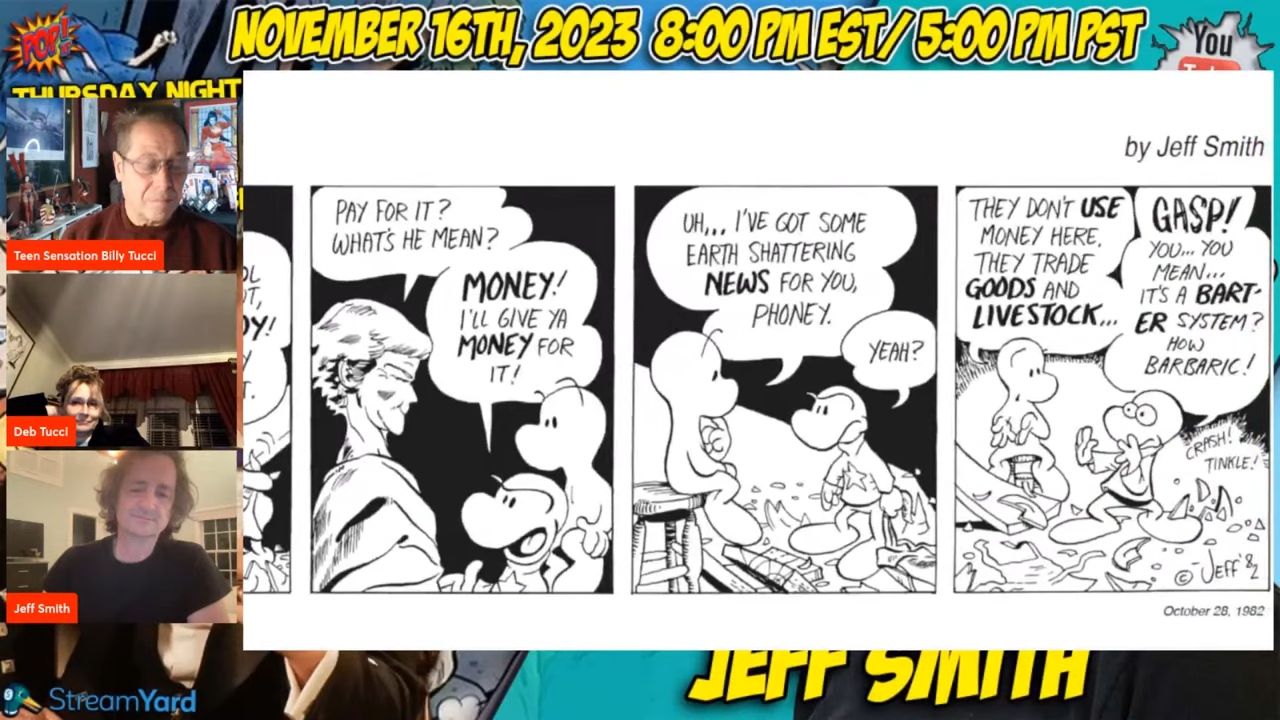 NOVEMBER 16TH, 2023 8:00 PM EST/ 5:00 PM PST
POP!
You
THURSDAY NIGHT
Teen Sensation Billy Tucci
Deb Tucci
Jeff Smith
by Jeff Smith
PAY FOR IT?
WHAT'S HE MEAN?
MONEY!
I'LL GIVE YA
MONEY FOR
IT!
UH... I'VE GOT SOME
EARTH SHATTERING
NEWS FOR YOU,
PHONEY.
YEAH?
THEY DON'T USE
MONEY HERE,
THEY TRADE
GOODS AND
LIVESTOCK...
GASP!
YOU... YOU
MEAN...
IT'S A BART-
ER SYSTEM?
HOW
BARBARIC!
CRASH!
TINKLE!
© JEFF '82
October 28, 1982
JEFF SMITH
StreamYard